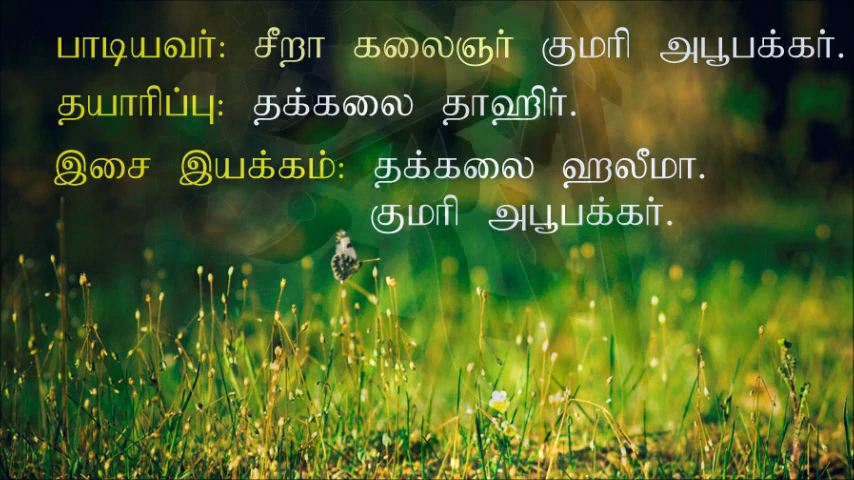 பாடியவர்: சீறா கலைஞர் குமரி அபூபக்கர்.
தயாரிப்பு: தக்கலை தாஹிர்.
இசை இயக்கம்: தக்கலை ஹலீமா.
குமரி அபூபக்கர்.